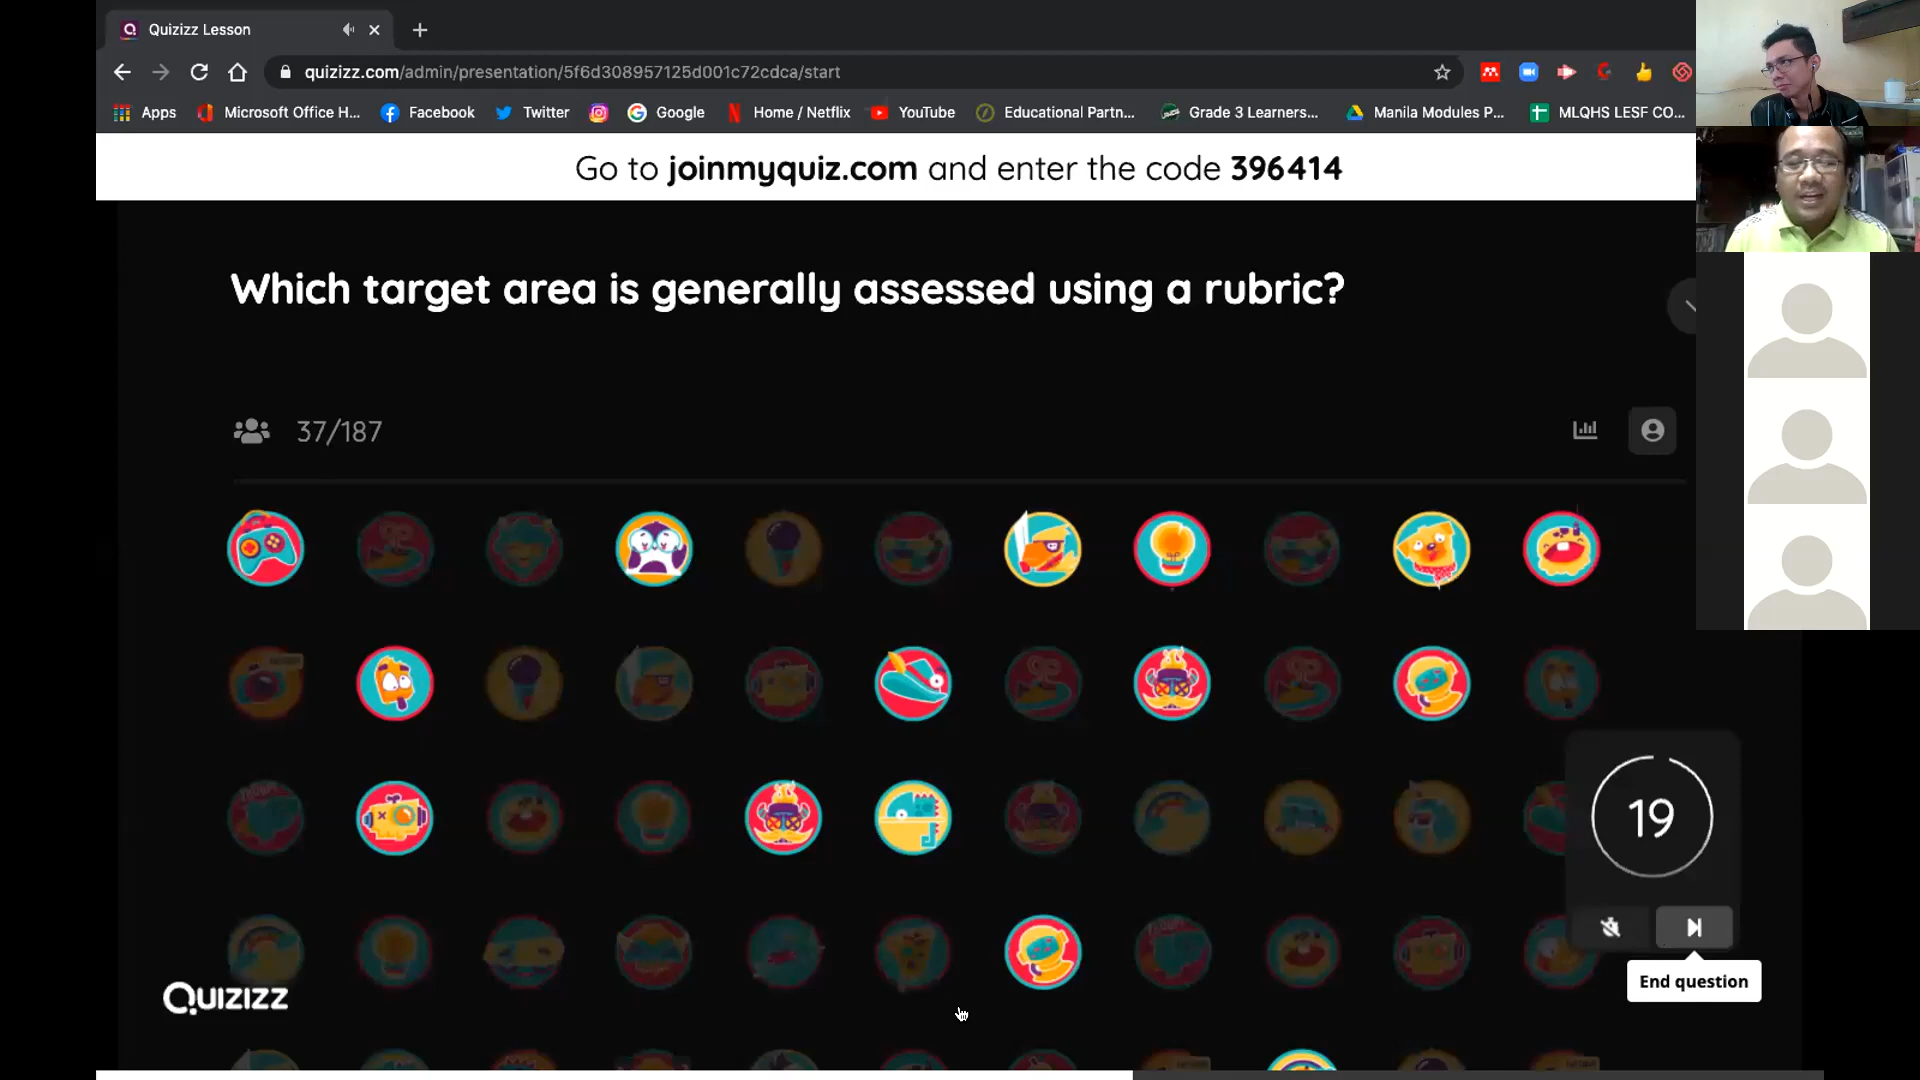 Quizizz Lesson
quizizz.com/admin/presentation/5f6d308957125d001c72cdca/start
Apps Microsoft Office H... Facebook Twitter Google Home / Netflix YouTube Educational Partn... Grade 3 Learners... Manila Modules P... MLQHS LESF CO...
Go to joinmyquiz.com and enter the code 396414
Which target area is generally assessed using a rubric?
37/187
19
End question
Quizizz